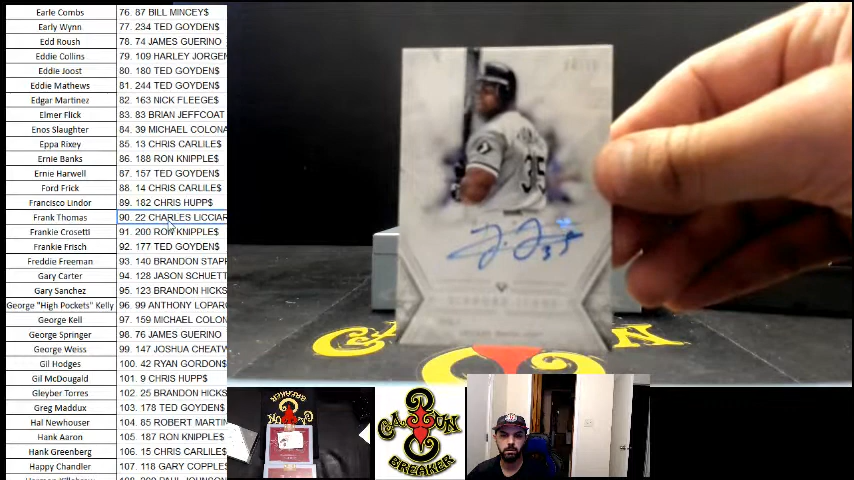 Earle Combs 76. 87 BILL MINCEY$
Early Wynn 77. 234 TED GOYDEN$
Edd Roush 78. 74 JAMES GUERINO
Eddie Collins 79. 109 HARLEY JORGEN
Eddie Joost 80. 180 TED GOYDEN$
Eddie Mathews 81. 244 TED GOYDEN$
Edgar Martinez 82. 163 NICK FLEEGE$
Elmer Flick 83. 83 BRIAN JEFFCOAT
Enos Slaughter 84. 39 MICHAEL COLONA
Eppa Rixey 85. 13 CHRIS CARLILE$
Ernie Banks 86. 188 RON KNIPPLE$
Ernie Harwell 87. 157 TED GOYDEN$
Ford Frick 88. 14 CHRIS CARLILE$
Francisco Lindor 89. 182 CHRIS HUPP$
Frank Thomas 90. 22 CHARLES LICCIAR
Frankie Crosetti 91. 200 RON KNIPPLE$
Frankie Frisch 92. 177 TED GOYDEN$
Freddie Freeman 93. 140 BRANDON STAPP
Gary Carter 94. 128 JASON SCHUETT
Gary Sanchez 95. 123 BRANDON HICKS
George "High Pockets" Kelly 96. 99 ANTHONY LOPARO
George Kell 97. 159 MICHAEL COLON
George Springer 98. 76 JAMES GUERINO
George Weiss 99. 147 JOSHUA CHEATW
Gil Hodges 100. 42 RYAN GORDON$
Gil McDougald 101. 9 CHRIS HUPP$
Gleyber Torres 102. 25 BRANDON HICKS
Greg Maddux 103. 178 TED GOYDEN$
Hal Newhouser 104. 85 ROBERT MARTIN
Hank Aaron 105. 187 RON KNIPPLE$
Hank Greenberg 106. 15 CHRIS CARLILE$
Happy Chandler 107. 118 GARY COPPLE$
35
CAJUN
BREAKER